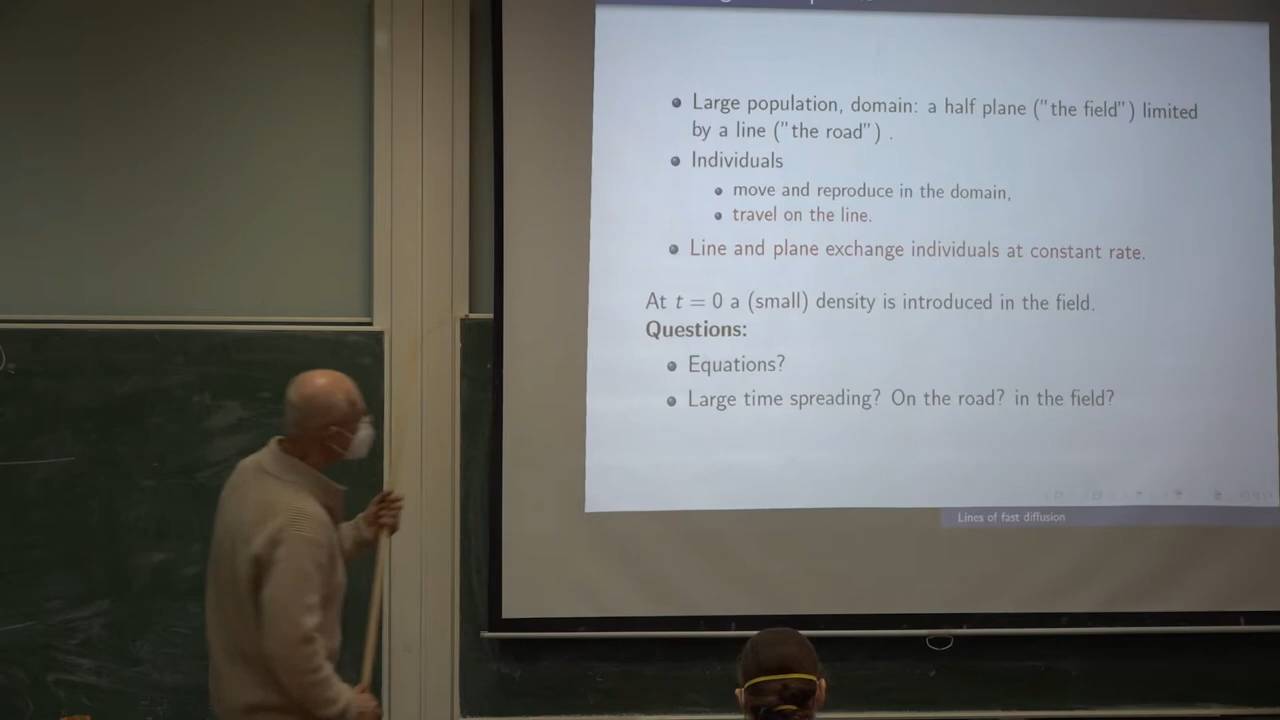 Large population, domain: a half plane ("the field") limited
by a line ("the road") .
Individuals
move and reproduce in the domain,
travel on the line.
Line and plane exchange individuals at constant rate.
At t = 0 a (small) density is introduced in the field.
Questions:
Equations?
Large time spreading? On the road? in the field?
Lines of fast diffusion